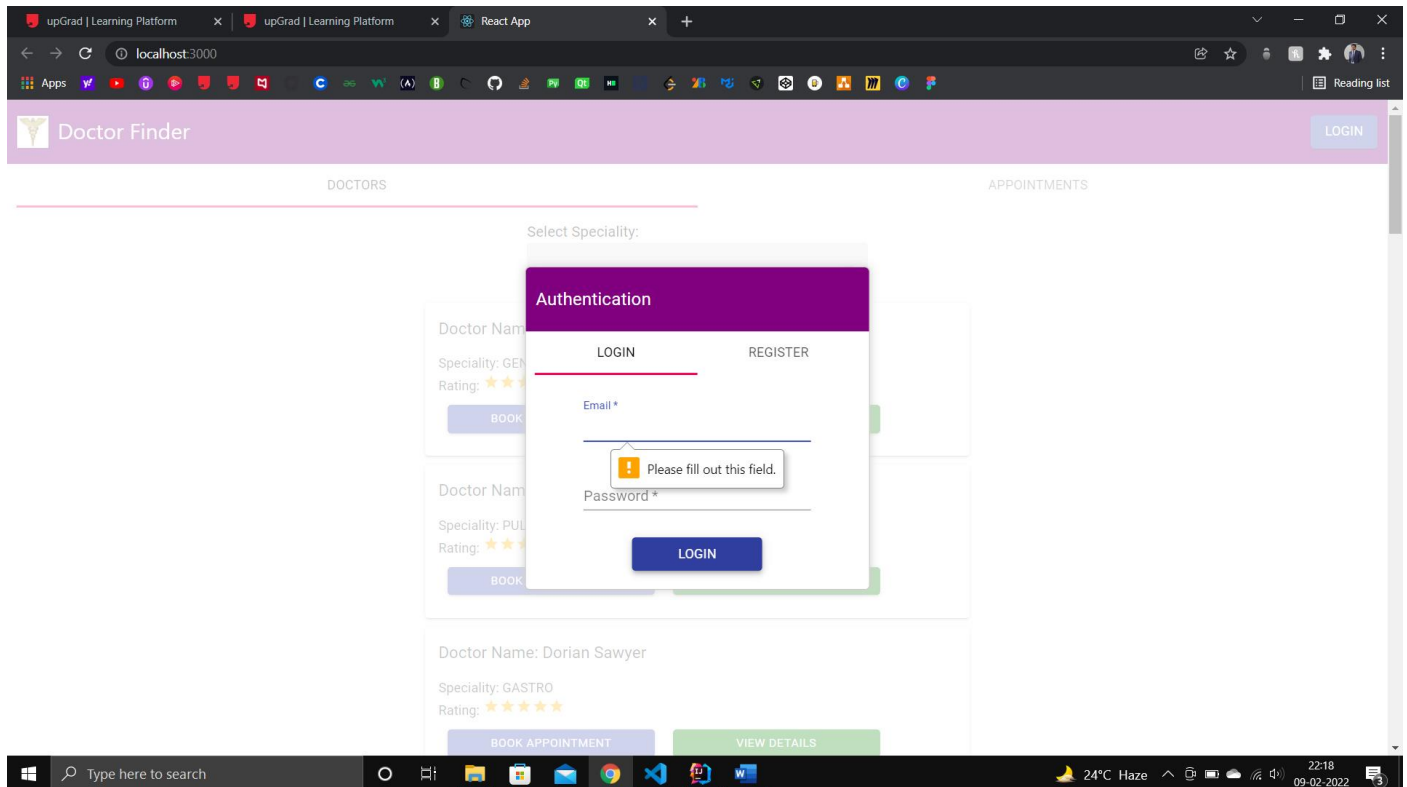 upGrad | Learning Platform
upGrad | Learning Platform
React App
localhost:3000
Apps
Reading list
Doctor Finder
LOGIN
DOCTORS
APPOINTMENTS
Select Speciality:
Authentication
LOGIN
REGISTER
Email *
Please fill out this field.
Password *
LOGIN
Doctor Nam
Speciality: GEN
Rating:
BOOK
Doctor Nam
Speciality: PUL
Rating:
BOOK
Doctor Name: Dorian Sawyer
Speciality: GASTRO
Rating:
BOOK APPOINTMENT
VIEW DETAILS
Type here to search
24°C Haze
22:18
09-02-2022